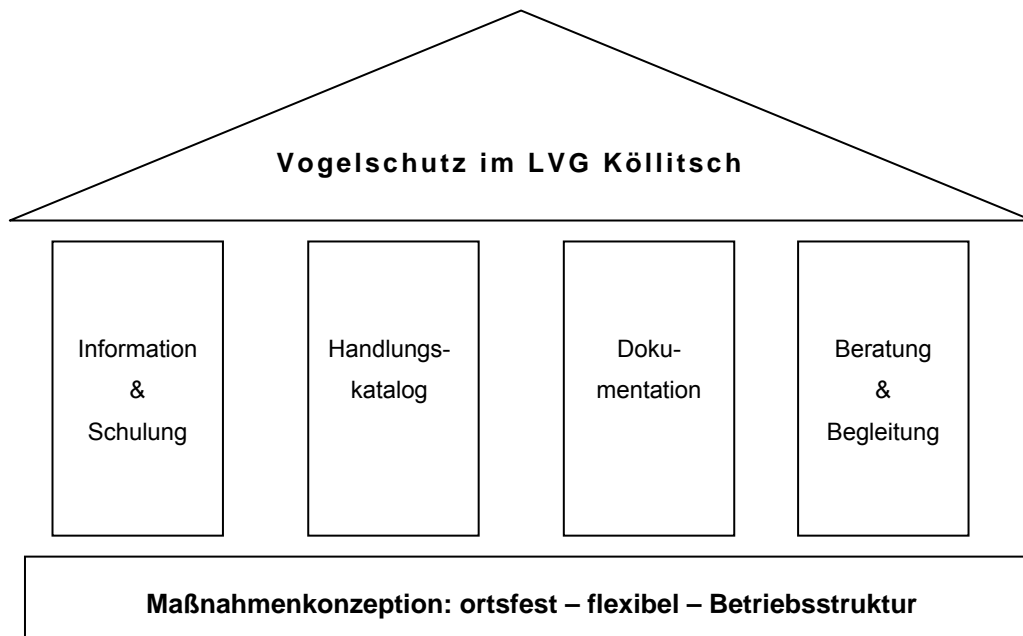 Vogelschutz im LVG Köllitsch
Information
&
Schulung
Handlungs-
katalog
Doku-
mentation
Beratung
&
Begleitung
Maßnahmenkonzeption: ortsfest – flexibel – Betriebsstruktur